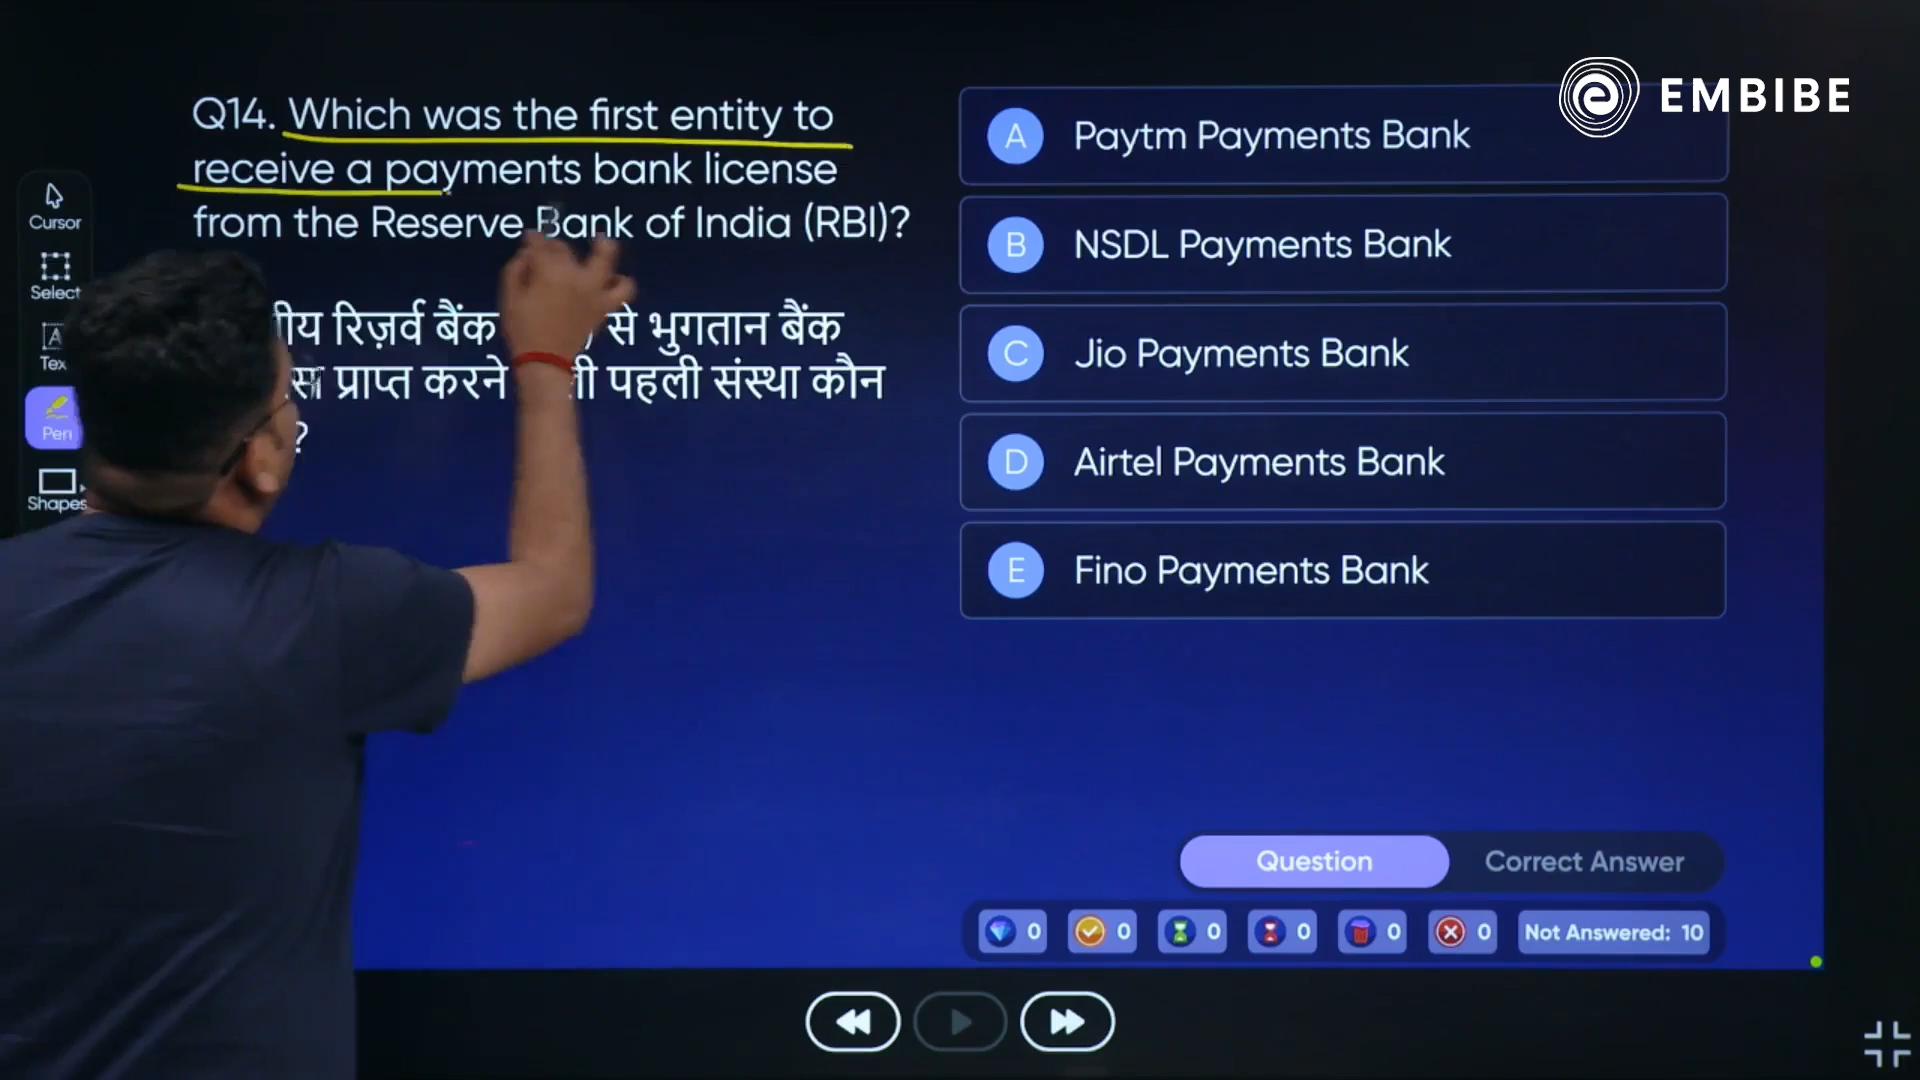 EMBIBE
Q14. Which was the first entity to
receive a payments bank license
from the Reserve Bank of India (RBI)?
रिज़र्व बैंक से भुगतान बैंक
प्राप्त करने पहली संस्था कौन
?
A Paytm Payments Bank
B NSDL Payments Bank
C Jio Payments Bank
D Airtel Payments Bank
E Fino Payments Bank
Cursor
Select
Pen
Shapes
Question Correct Answer
0 0 0 0 0 0 Not Answered: 10